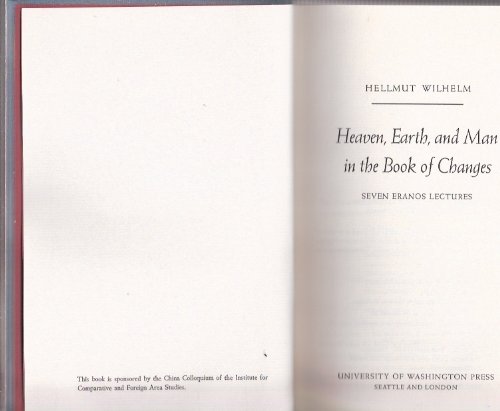 This book is sponsored by the China Colloquium of the Institute for
Comparative and Foreign Area Studies.
HELLMUT WILHELM
Heaven, Earth, and Man
in the Book of Changes
SEVEN ERANOS LECTURES
UNIVERSITY OF WASHINGTON PRESS
SEATTLE AND LONDON